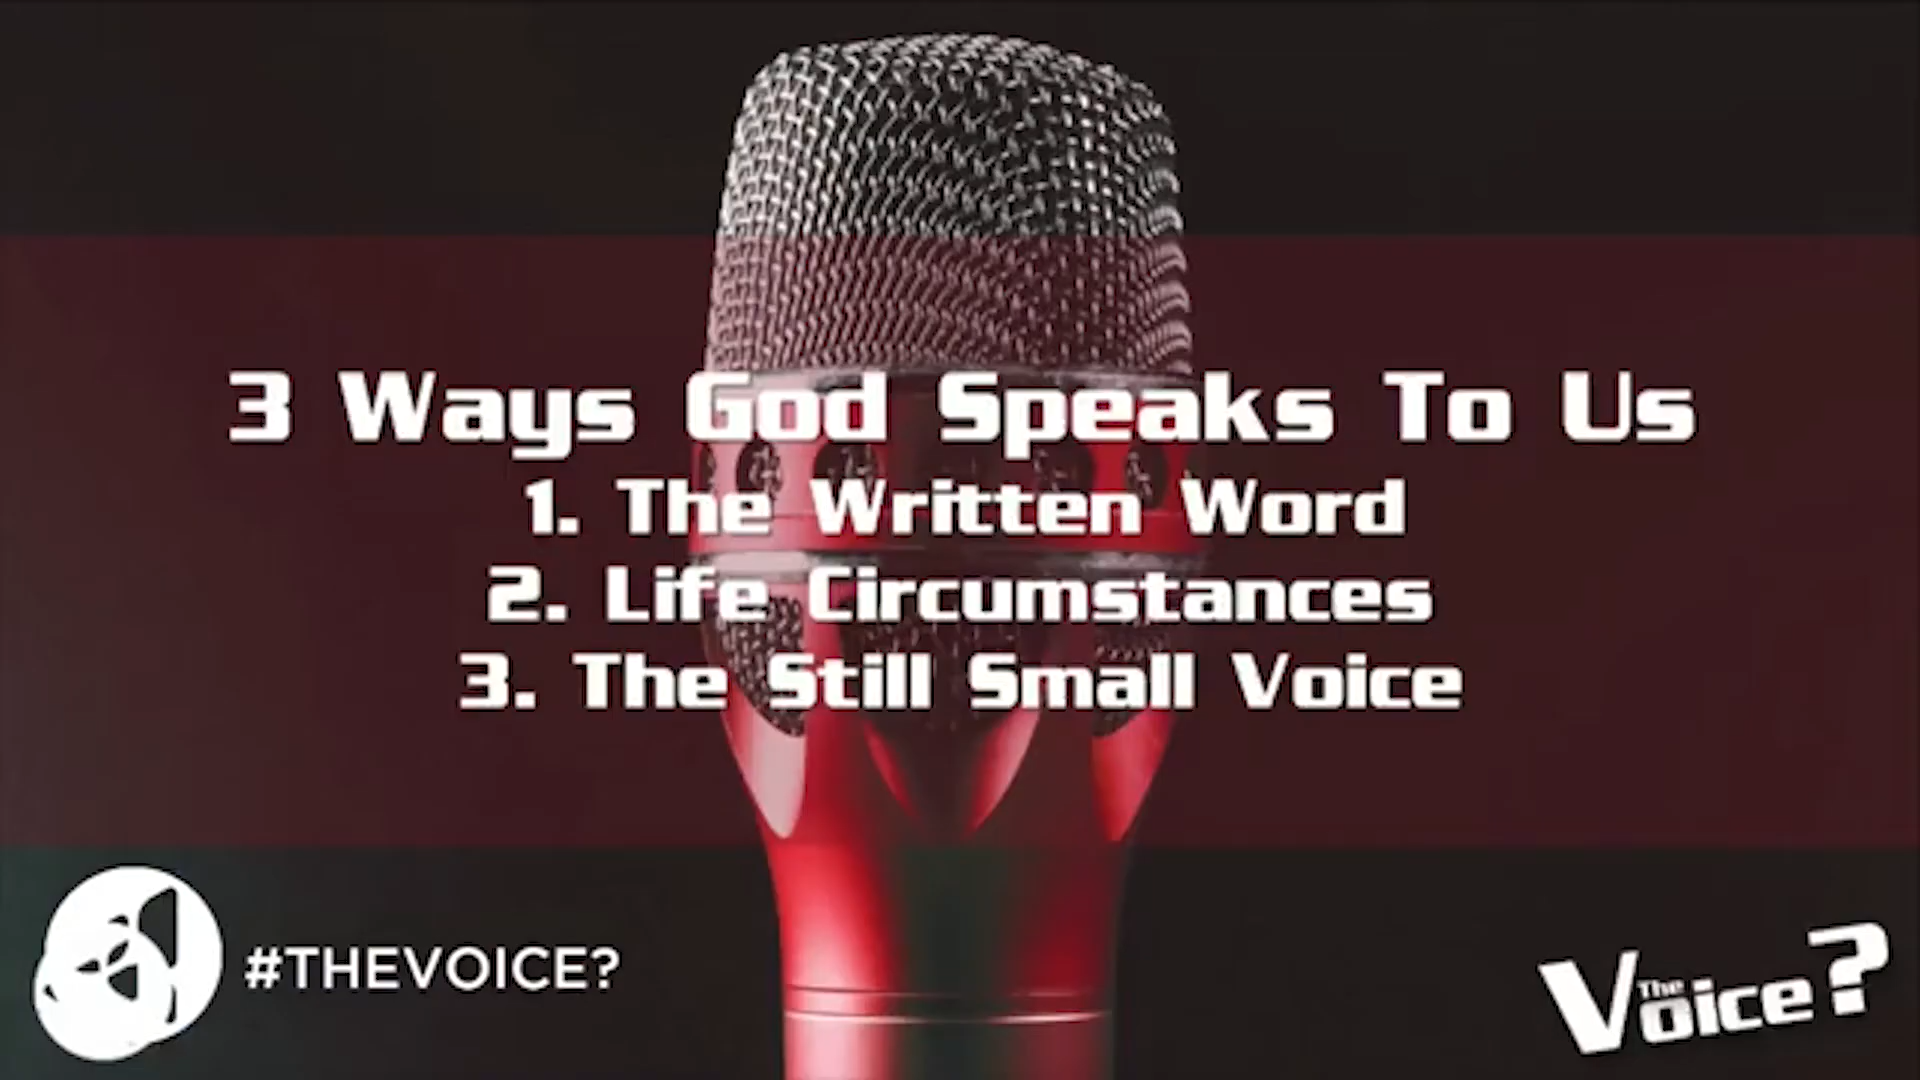 3 Ways God Speaks To Us
1. The Written Word
2. Life Circumstances
3. The Still Small Voice
#THEVOICE?
The Voice?